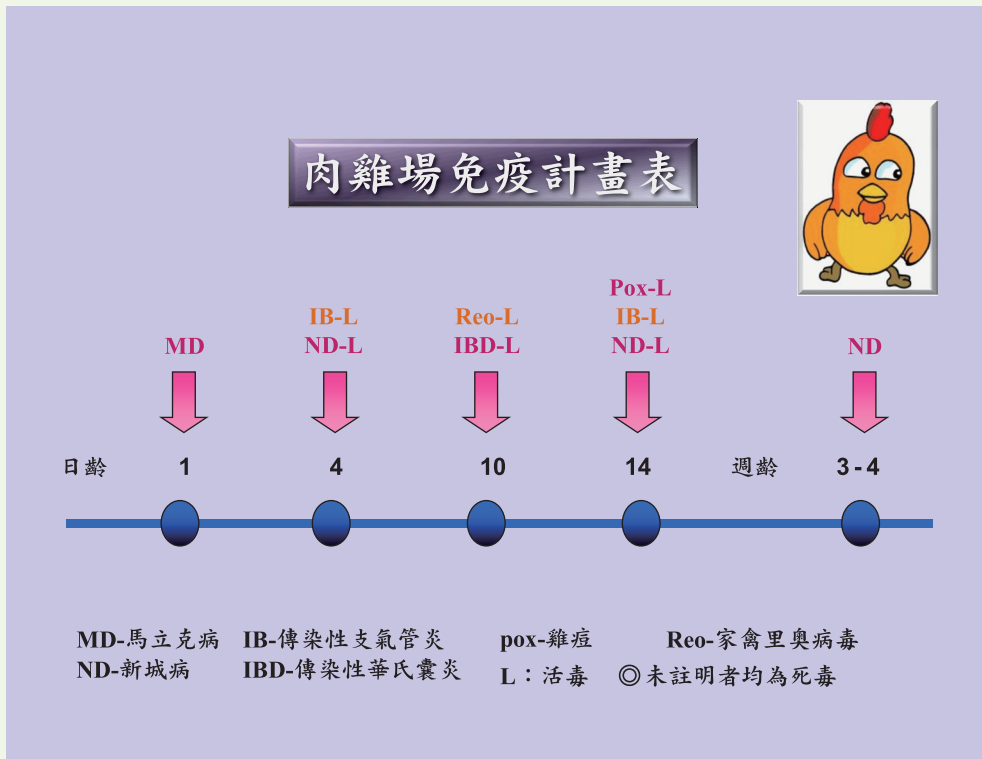 肉雞場免疫計畫表
Pox-L
IB-L Reo-L IB-L
MD ND-L IBD-L ND-L ND
日齡 1 4 10 14 週齡 3-4
MD-馬立克病 IB-傳染性支氣管炎 pox-雞痘 Reo-家禽里奧病毒
ND-新城病 IBD-傳染性華氏囊炎 L：活毒 ◎未註明者均為死毒